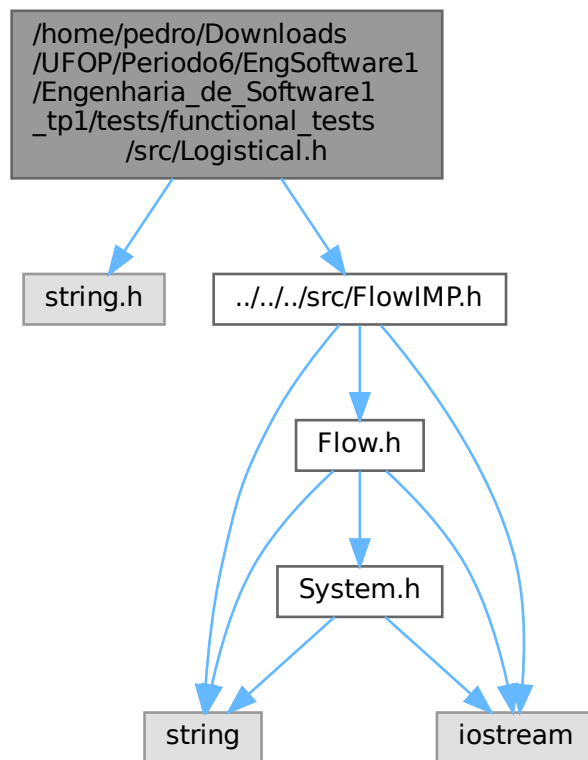 /home/pedro/Downloads
/UFOP/Periodo6/EngSoftware1
/Engenharia_de_Software1
_tp1/tests/functional_tests
/src/Logistical.h
string.h
../../../src/FlowIMP.h
Flow.h
System.h
string
iostream